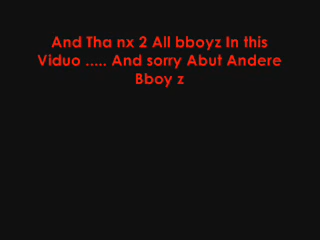 And Tha nx 2 All bboyz In this
Viduo ..... And sorry Abut Andere
Bboy z